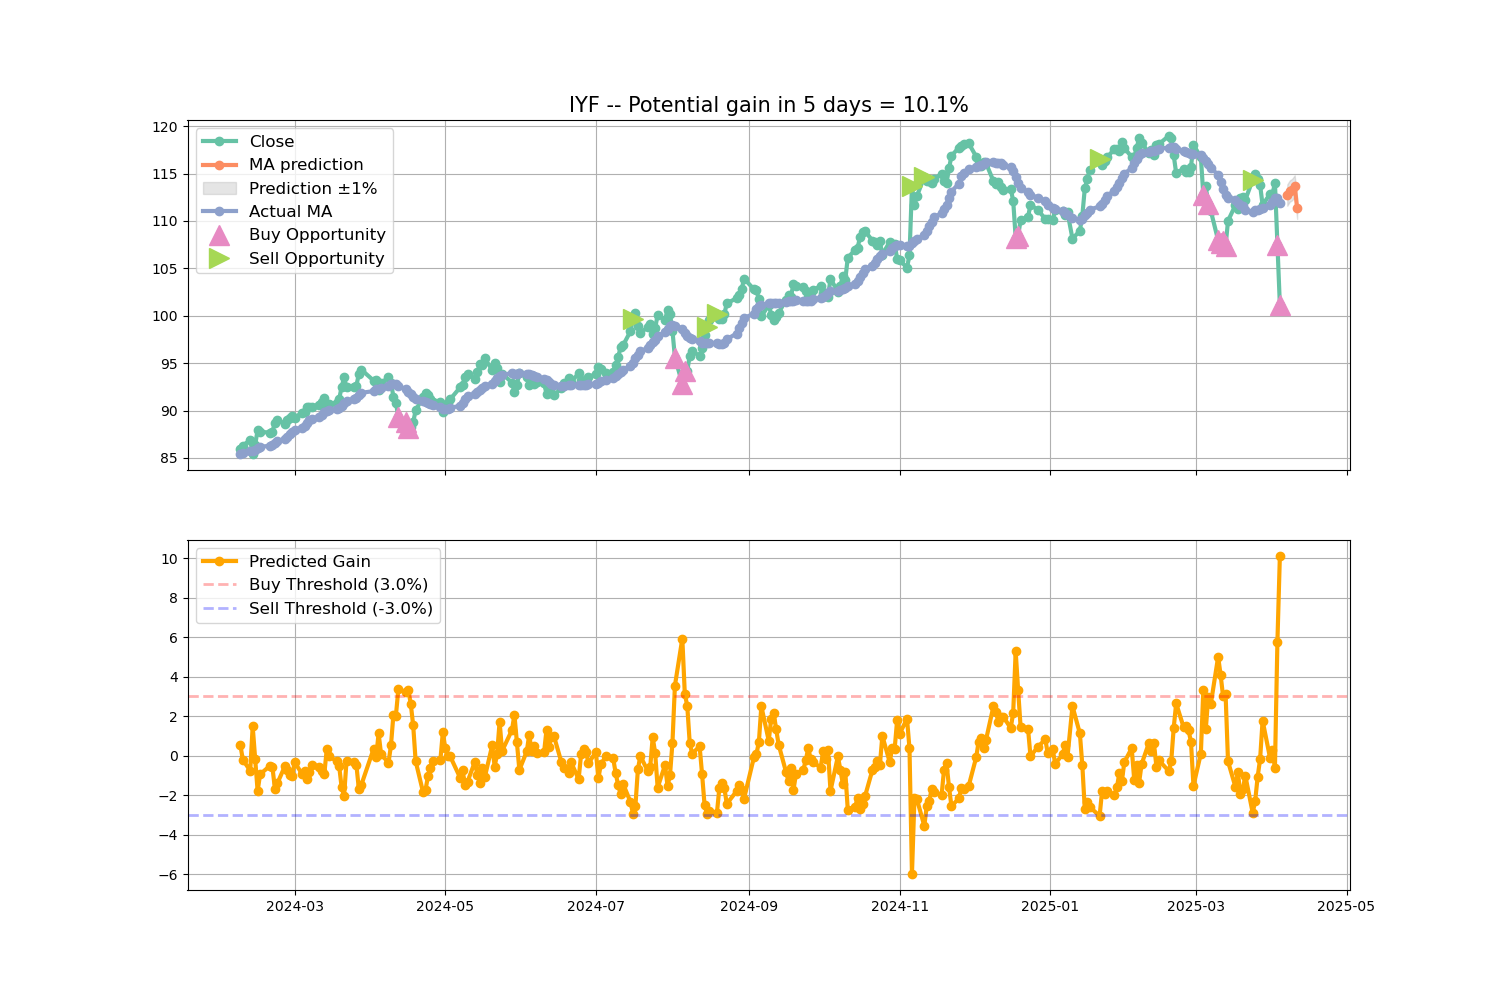 IYF -- Potential gain in 5 days = 10.1%
120
115
110
105
100
95
90
85
Close
MA prediction
Prediction ±1%
Actual MA
Buy Opportunity
Sell Opportunity
10
8
6
4
2
0
−2
−4
−6
Predicted Gain
Buy Threshold (3.0%)
Sell Threshold (-3.0%)
2024-03
2024-05
2024-07
2024-09
2024-11
2025-01
2025-03
2025-05